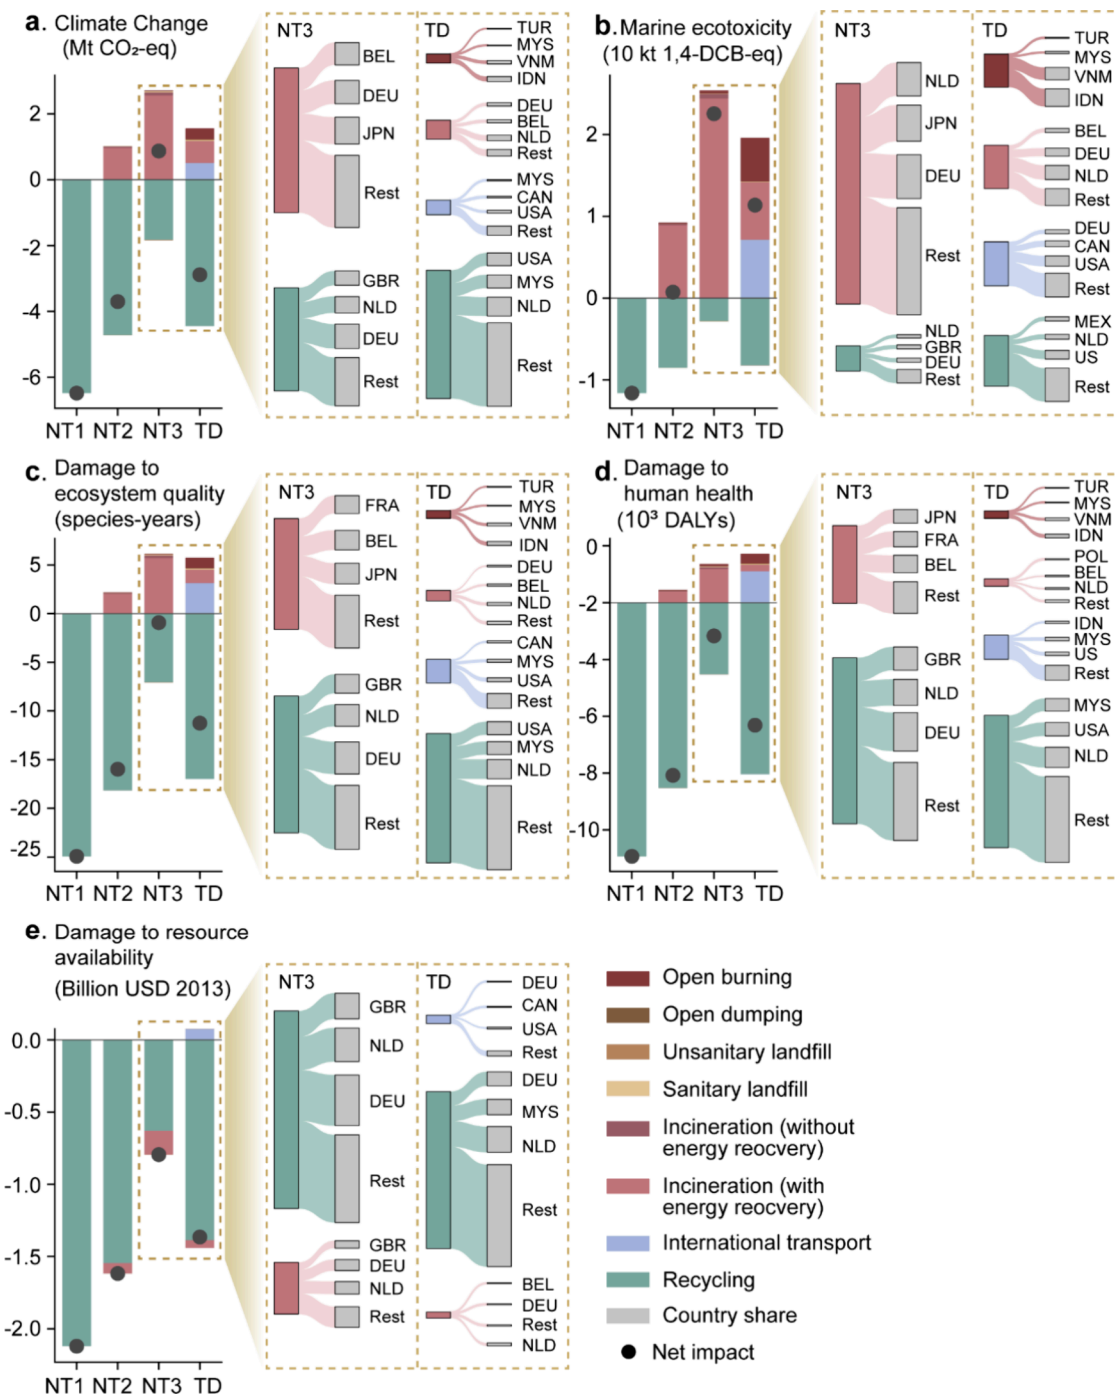 a. Climate Change
(Mt CO₂-eq)
2
0
-2
-4
-6
NT1 NT2 NT3 TD
NT3
BEL
DEU
JPN
Rest
GBR
NLD
DEU
Rest
TD
TUR
MYS
VNM
IDN
DEU
BEL
NLD
Rest
MYS
CAN
USA
Rest
USA
MYS
NLD
Rest
b. Marine ecotoxicity
(10 kt 1,4-DCB-eq)
2
1
0
-1
NT1 NT2 NT3 TD
NT3
NLD
JPN
DEU
Rest
NLD
GBR
DEU
Rest
TD
TUR
MYS
VNM
IDN
BEL
DEU
NLD
Rest
DEU
CAN
USA
Rest
MEX
NLD
US
Rest
c. Damage to
ecosystem quality
(species-years)
5
0
-5
-10
-15
-20
-25
NT1 NT2 NT3 TD
NT3
FRA
BEL
JPN
Rest
GBR
NLD
DEU
Rest
TD
TUR
MYS
VNM
IDN
DEU
BEL
NLD
Rest
CAN
MYS
USA
Rest
USA
MYS
NLD
Rest
d. Damage to
human health
(10³ DALYs)
0
-2
-4
-6
-8
-10
NT1 NT2 NT3 TD
NT3
JPN
FRA
BEL
Rest
GBR
NLD
DEU
Rest
TD
TUR
MYS
VNM
IDN
POL
BEL
NLD
Rest
IDN
MYS
US
Rest
MYS
USA
NLD
Rest
e. Damage to resource
availability
(Billion USD 2013)
0.0
-0.5
-1.0
-1.5
-2.0
NT1 NT2 NT3 TD
NT3
GBR
NLD
DEU
Rest
GBR
DEU
NLD
Rest
TD
DEU
CAN
USA
Rest
DEU
MYS
NLD
Rest
BEL
DEU
Rest
NLD
Open burning
Open dumping
Unsanitary landfill
Sanitary landfill
Incineration (without
energy reocvery)
Incineration (with
energy reocvery)
International transport
Recycling
Country share
Net impact